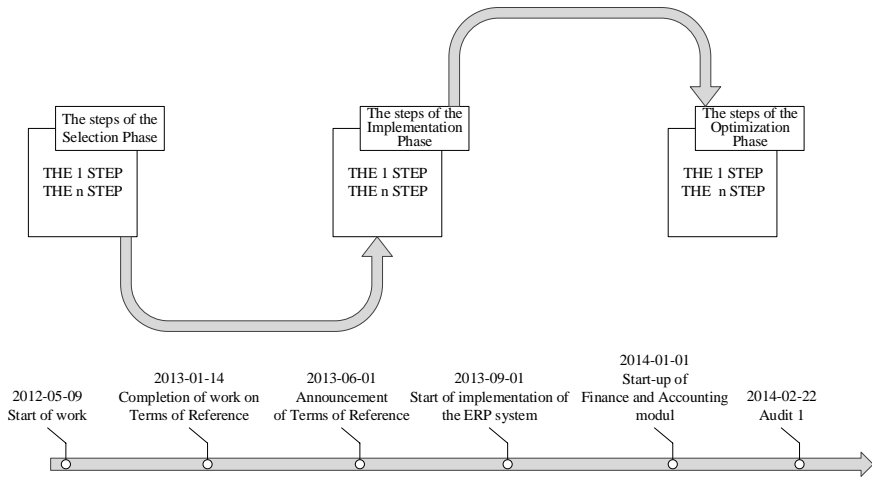 The steps of the
Selection Phase
THE 1 STEP
THE n STEP
The steps of the
Implementation
Phase
THE 1 STEP
THE n STEP
The steps of the
Optimization
Phase
THE 1 STEP
THE n STEP
2012-05-09
Start of work
2013-01-14
Completion of work on
Terms of Reference
2013-06-01
Announcement
of Terms of Reference
2013-09-01
Start of implementation of
the ERP system
2014-01-01
Start-up of
Finance and Accounting
modul
2014-02-22
Audit 1